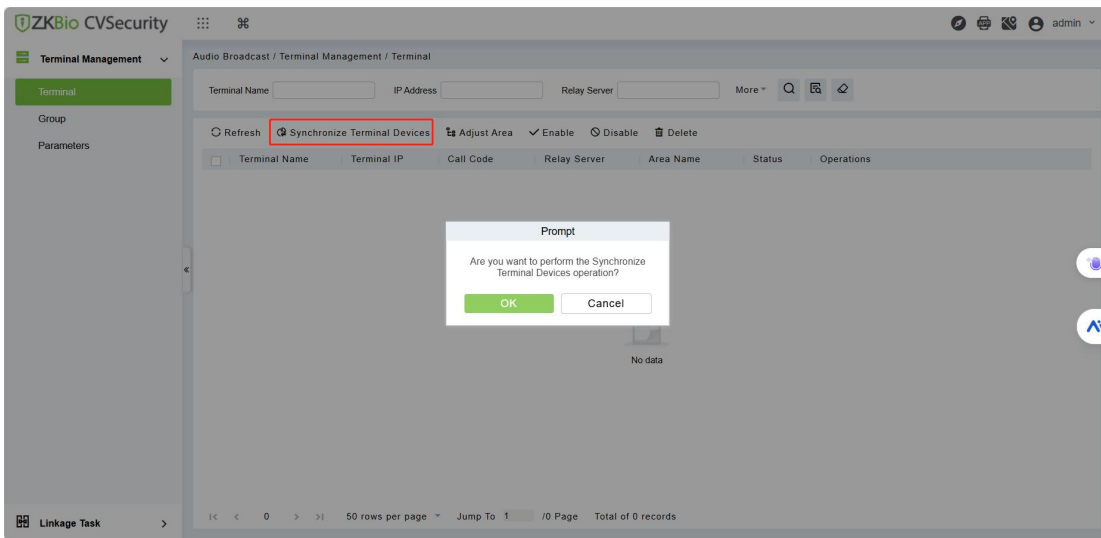 ZKBio CVSecurity
admin
Terminal Management
Audio Broadcast / Terminal Management / Terminal
Terminal
Terminal Name IP Address Relay Server More
Group
Refresh Synchronize Terminal Devices Adjust Area Enable Disable Delete
Parameters
Terminal Name Terminal IP Call Code Relay Server Area Name Status Operations
Prompt
Are you want to perform the Synchronize
Terminal Devices operation?
OK Cancel
No data
Linkage Task
0 50 rows per page Jump To 1 /0 Page Total of 0 records